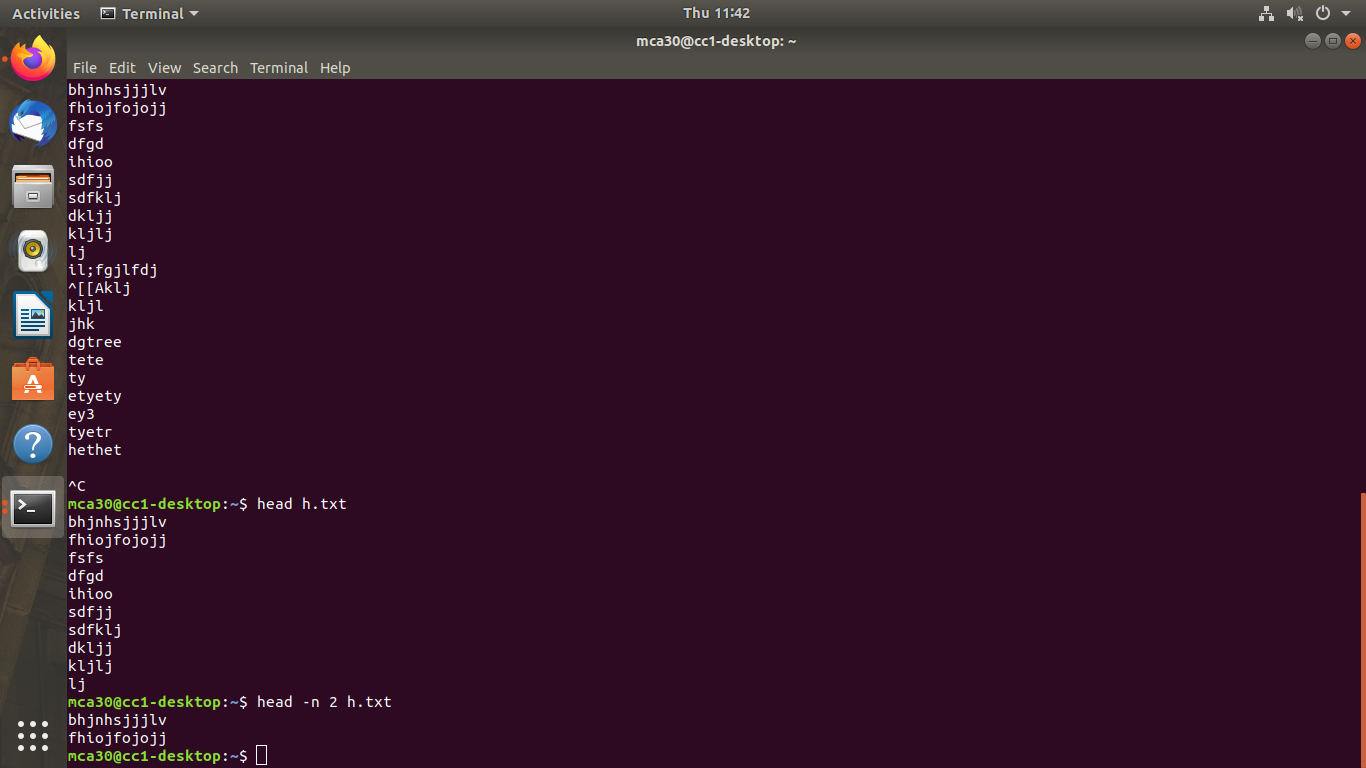 Activities Terminal Thu 11:42
mca30@cc1-desktop: ~
File Edit View Search Terminal Help
bhjnhsjjjlv
fhiojfojojj
fsfs
dfgd
ihioo
sdfjj
sdfklj
dkljj
kljlj
lj
il;fgjlfdj
^[[Aklj
kljl
jhk
dgtree
tete
ty
etyety
ey3
tyetr
hethet
^C
mca30@cc1-desktop:~$ head h.txt
bhjnhsjjjlv
fhiojfojojj
fsfs
dfgd
ihioo
sdfjj
sdfklj
dkljj
kljlj
lj
mca30@cc1-desktop:~$ head -n 2 h.txt
bhjnhsjjjlv
fhiojfojojj
mca30@cc1-desktop:~$